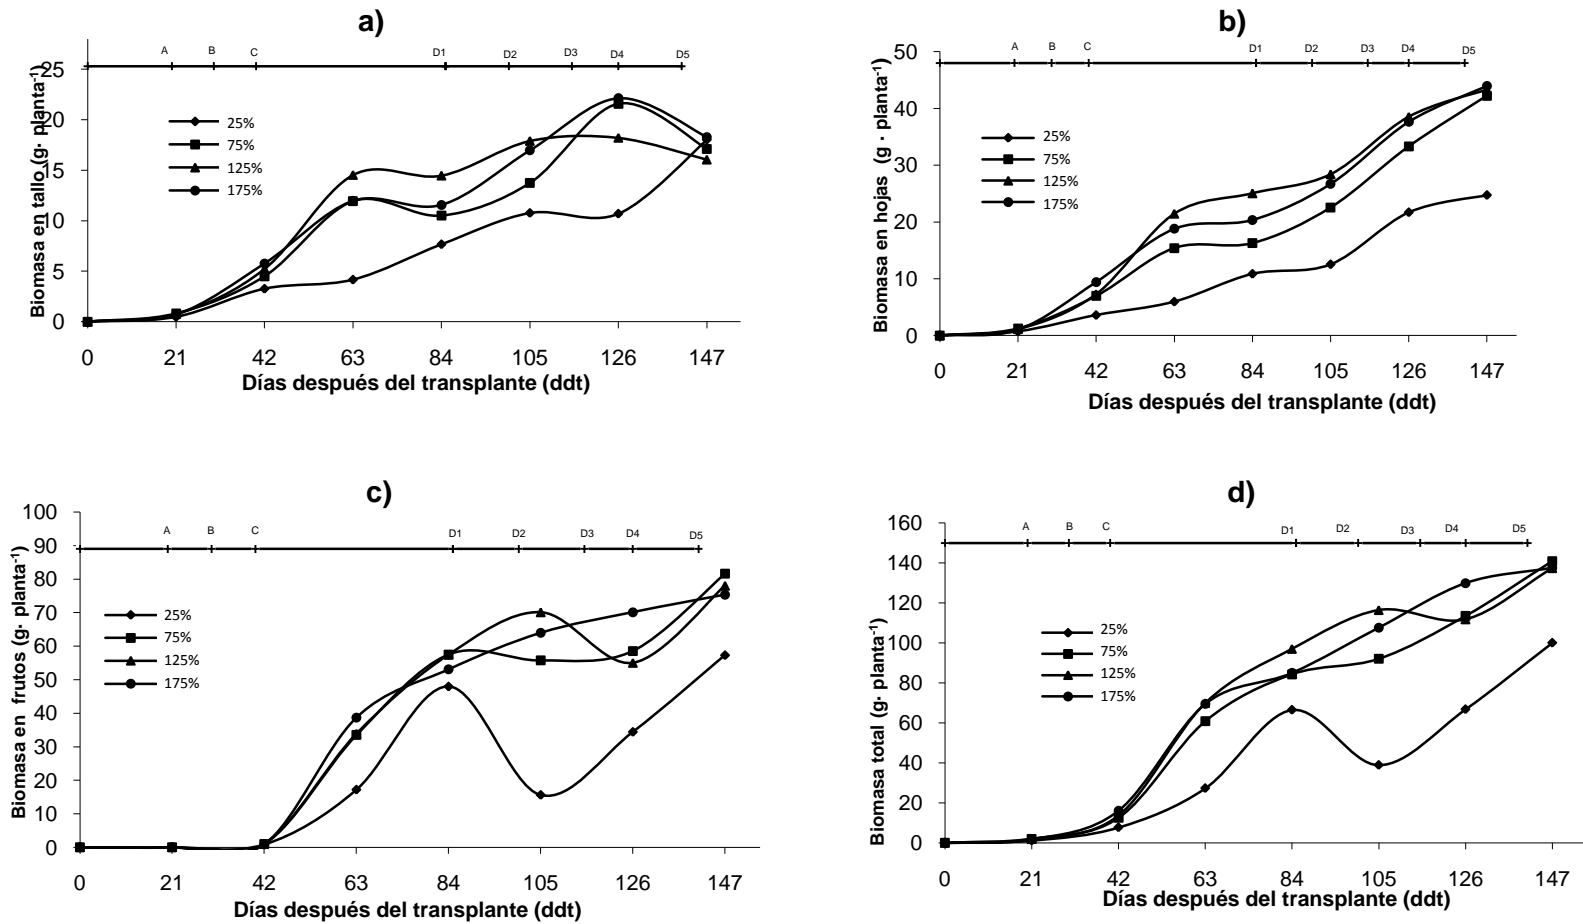 a)
A B C D1 D2 D3 D4 D5
25
20
15
10
5
0
25%
75%
125%
175%
Biomasa en tallo (g· planta-1)
0 21 42 63 84 105 126 147
Días después del transplante (ddt)
b)
A B C D1 D2 D3 D4 D5
50
40
30
20
10
0
25%
75%
125%
175%
Biomasa en hojas (g · planta-1)
0 21 42 63 84 105 126 147
Días después del transplante (ddt)
c)
A B C D1 D2 D3 D4 D5
100
90
80
70
60
50
40
30
20
10
0
25%
75%
125%
175%
Biomasa en frutos (g· planta-1)
0 21 42 63 84 105 126 147
Días después del transplante (ddt)
d)
A B C D1 D2 D3 D4 D5
160
140
120
100
80
60
40
20
0
25%
75%
125%
175%
Biomasa total (g· planta-1)
0 21 42 63 84 105 126 147
Días después del transplante (ddt)